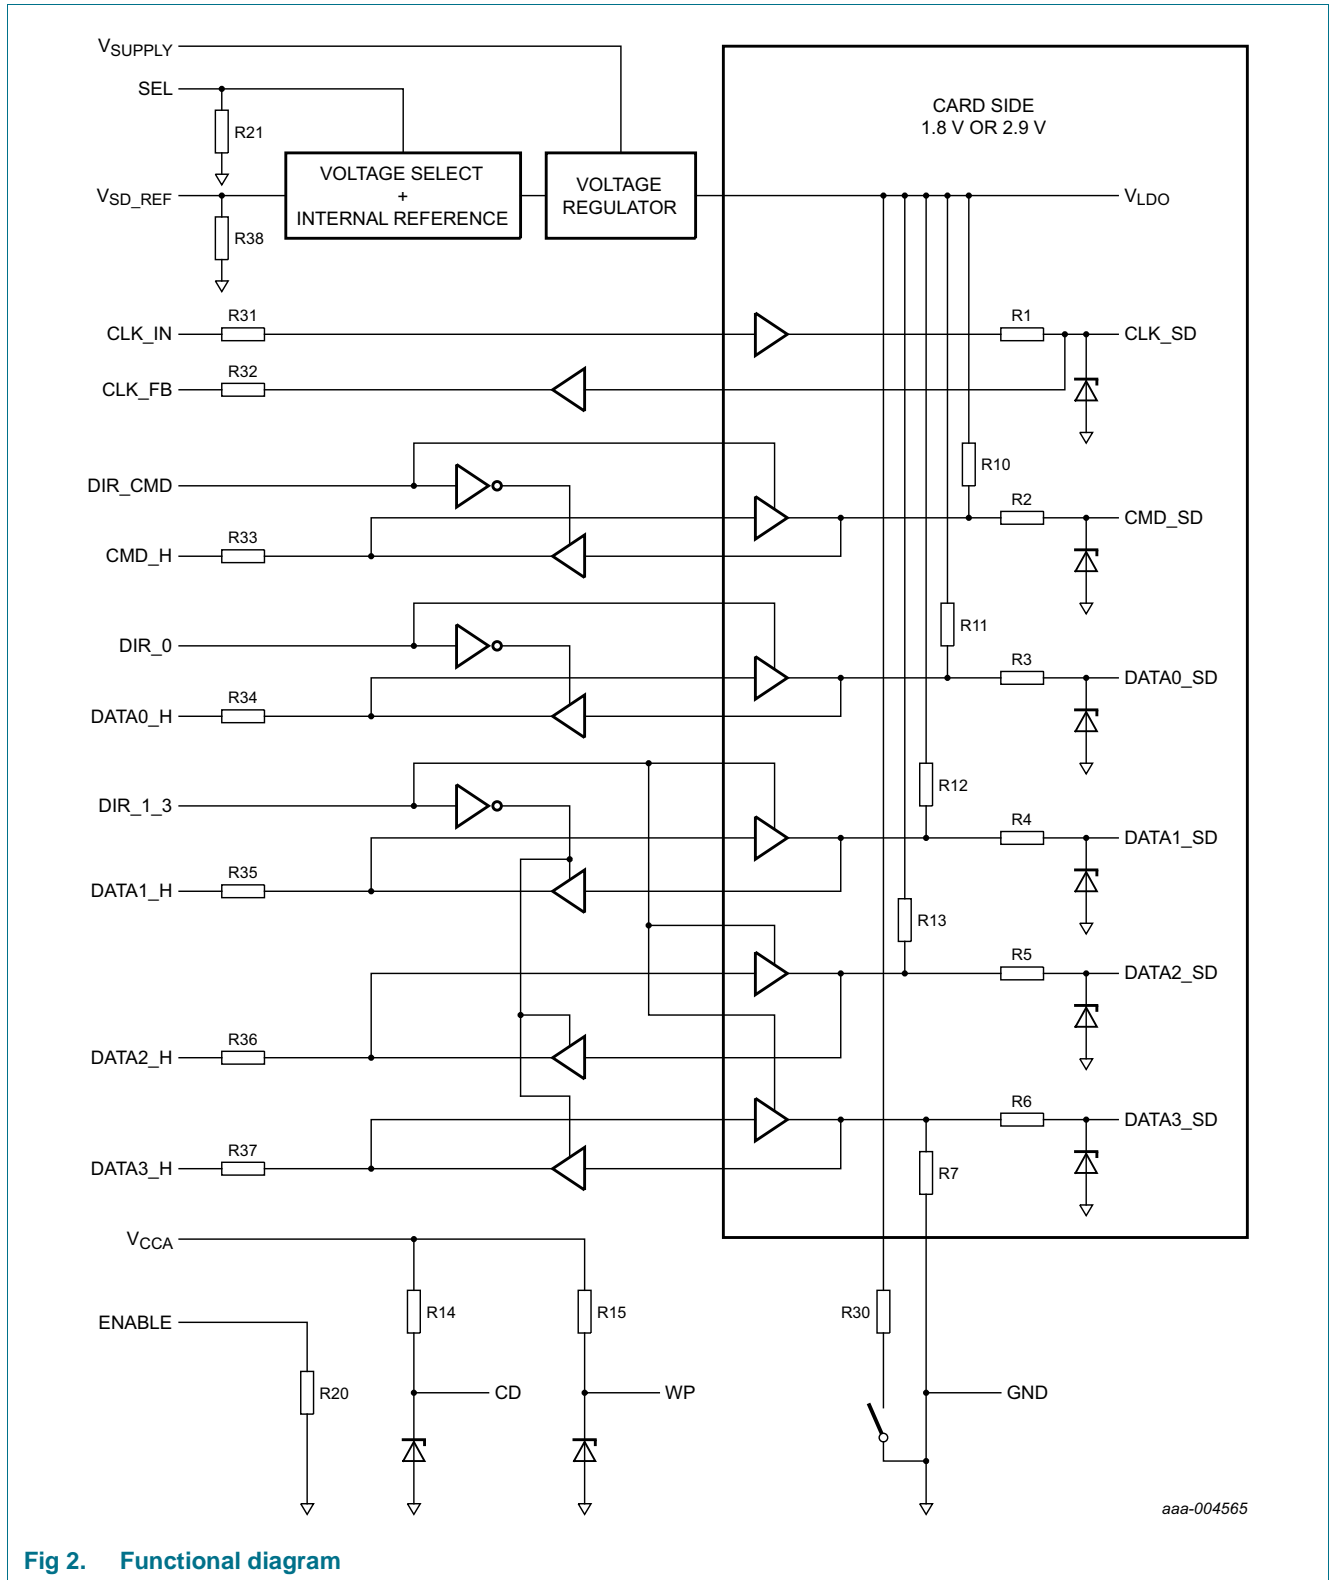 VSUPPLY
SEL
R21
CARD SIDE
1.8 V OR 2.9 V
VOLTAGE SELECT
+
INTERNAL REFERENCE
VOLTAGE
REGULATOR
VSD_REF
VLDO
R38
CLK_IN
R31
R1
CLK_SD
CLK_FB
R32
R10
DIR_CMD
R2
CMD_SD
CMD_H
R33
R11
DIR_0
R3
DATA0_SD
DATA0_H
R34
R12
DIR_1_3
R4
DATA1_SD
DATA1_H
R35
R13
R5
DATA2_SD
DATA2_H
R36
R6
DATA3_SD
DATA3_H
R37
R7
VCCA
R14
R15
R30
ENABLE
R20
CD
WP
GND
aaa-004565
Fig 2. Functional diagram